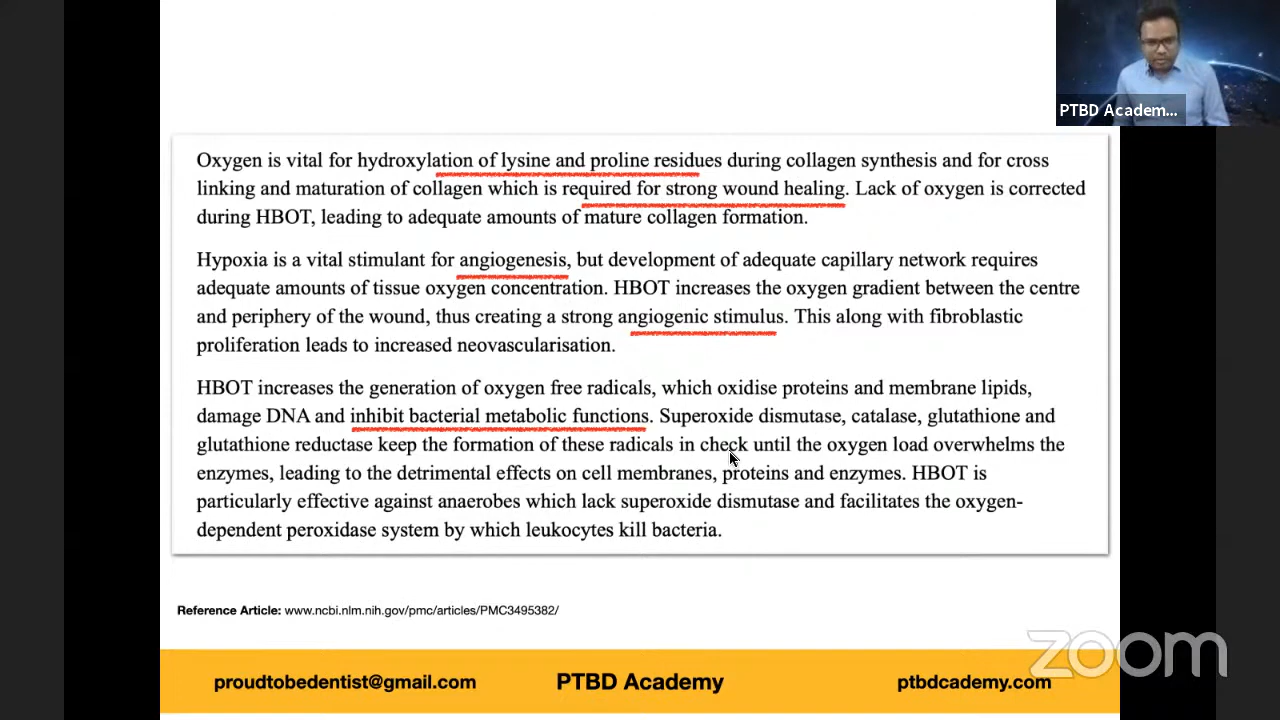 PTBD Academ...
Oxygen is vital for hydroxylation of lysine and proline residues during collagen synthesis and for cross
linking and maturation of collagen which is required for strong wound healing. Lack of oxygen is corrected
during HBOT, leading to adequate amounts of mature collagen formation.
Hypoxia is a vital stimulant for angiogenesis, but development of adequate capillary network requires
adequate amounts of tissue oxygen concentration. HBOT increases the oxygen gradient between the centre
and periphery of the wound, thus creating a strong angiogenic stimulus. This along with fibroblastic
proliferation leads to increased neovascularisation.
HBOT increases the generation of oxygen free radicals, which oxidise proteins and membrane lipids,
damage DNA and inhibit bacterial metabolic functions. Superoxide dismutase, catalase, glutathione and
glutathione reductase keep the formation of these radicals in check until the oxygen load overwhelms the
enzymes, leading to the detrimental effects on cell membranes, proteins and enzymes. HBOT is
particularly effective against anaerobes which lack superoxide dismutase and facilitates the oxygen-
dependent peroxidase system by which leukocytes kill bacteria.
Reference Article: www.ncbi.nlm.nih.gov/pmc/articles/PMC3495382/
zoom
proudtobedentist@gmail.com PTBD Academy ptbdcademy.com